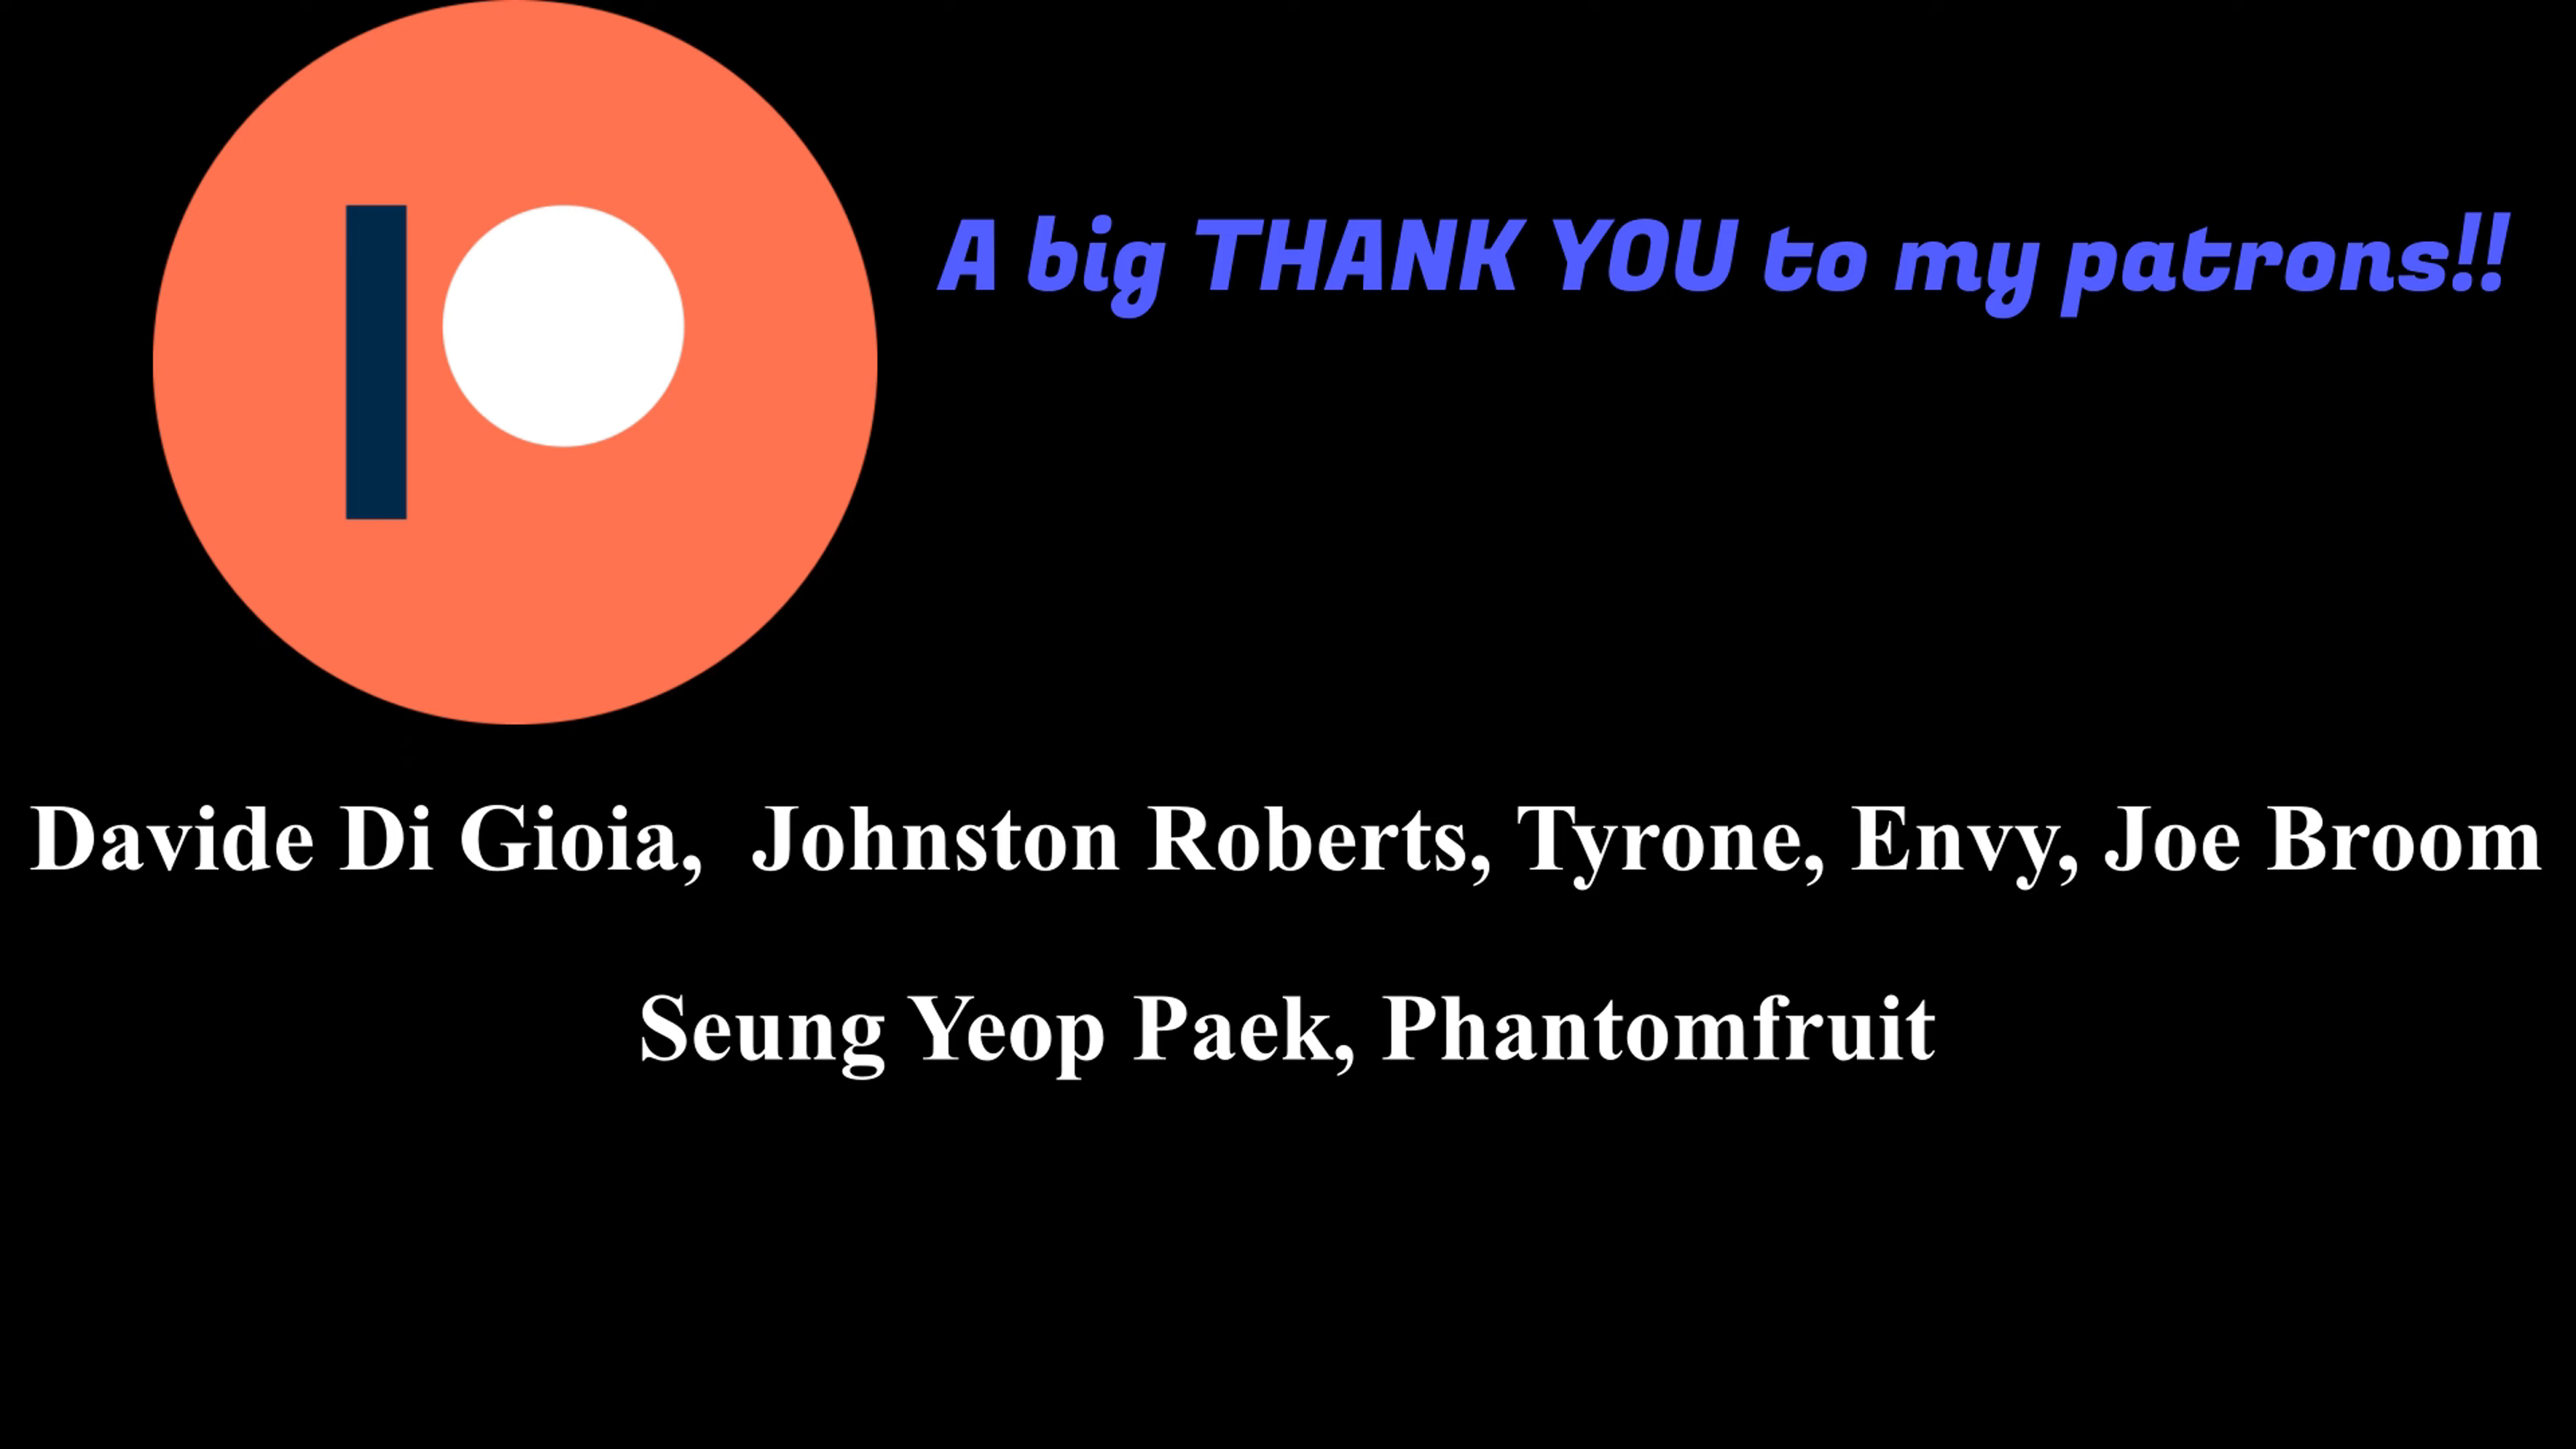 A big THANK YOU to my patrons!!
Davide Di Gioia,  Johnston Roberts, Tyrone, Envy, Joe Broom
Seung Yeop Paek, Phantomfruit